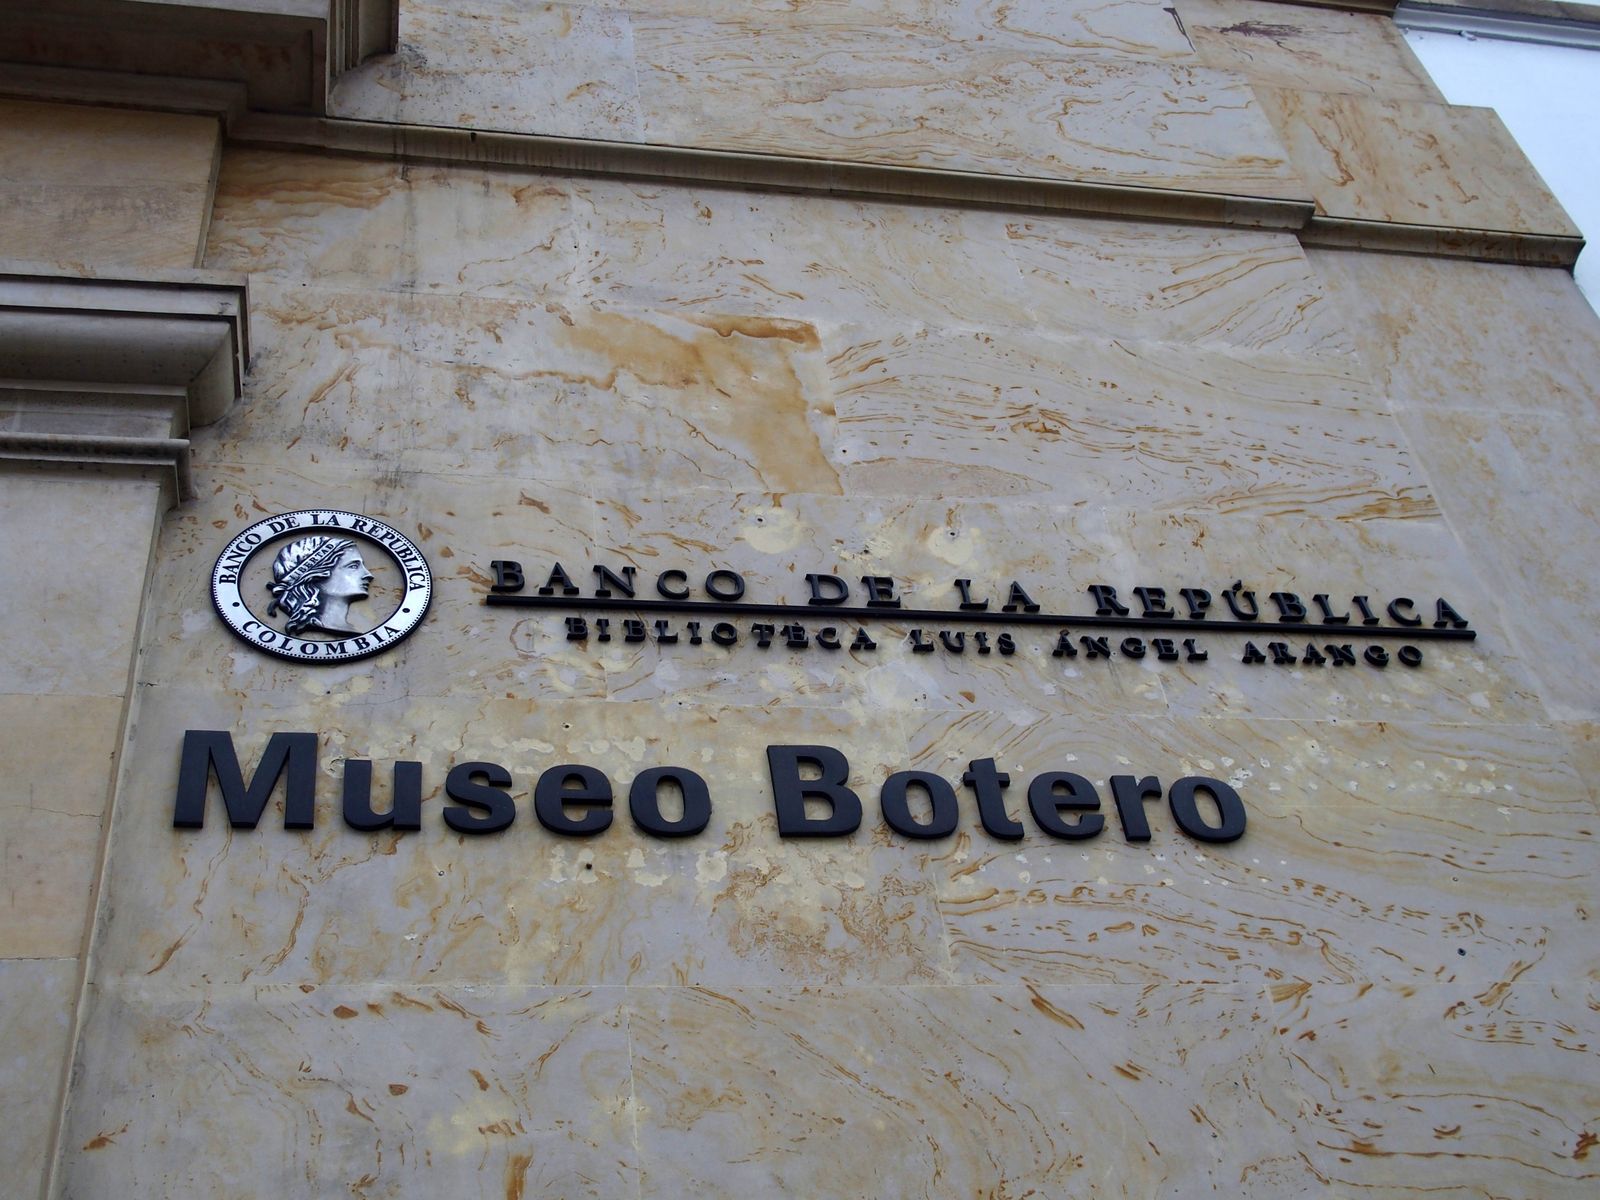 BANCO DE LA REPÚBLICA
COLOMBIA
LIBERTAD
BANCO DE LA REPÚBLICA
BIBLIOTECA LUIS ÁNGEL ARANGO
Museo Botero